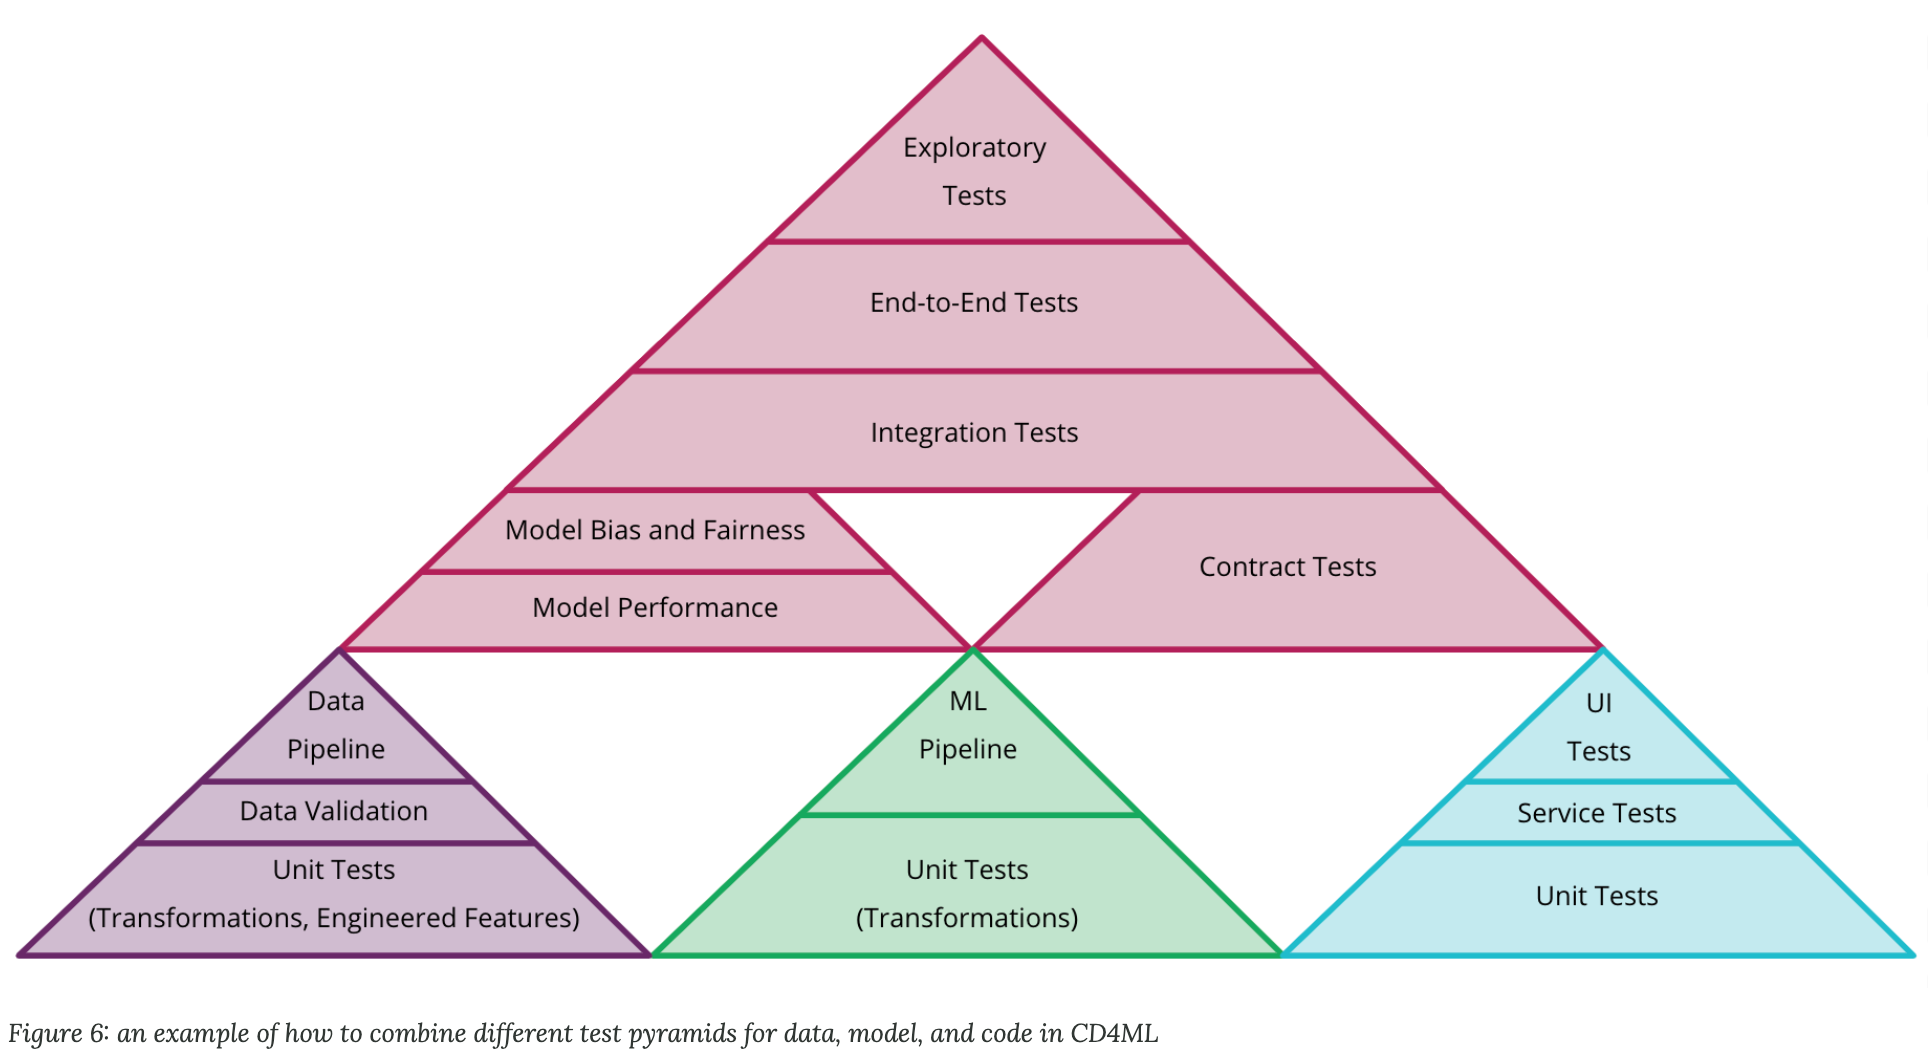 Exploratory
Tests
End-to-End Tests
Integration Tests
Model Bias and Fairness
Model Performance
Contract Tests
Data
Pipeline
Data Validation
Unit Tests
(Transformations, Engineered Features)
ML
Pipeline
Unit Tests
(Transformations)
UI
Tests
Service Tests
Unit Tests
Figure 6: an example of how to combine different test pyramids for data, model, and code in CD4ML